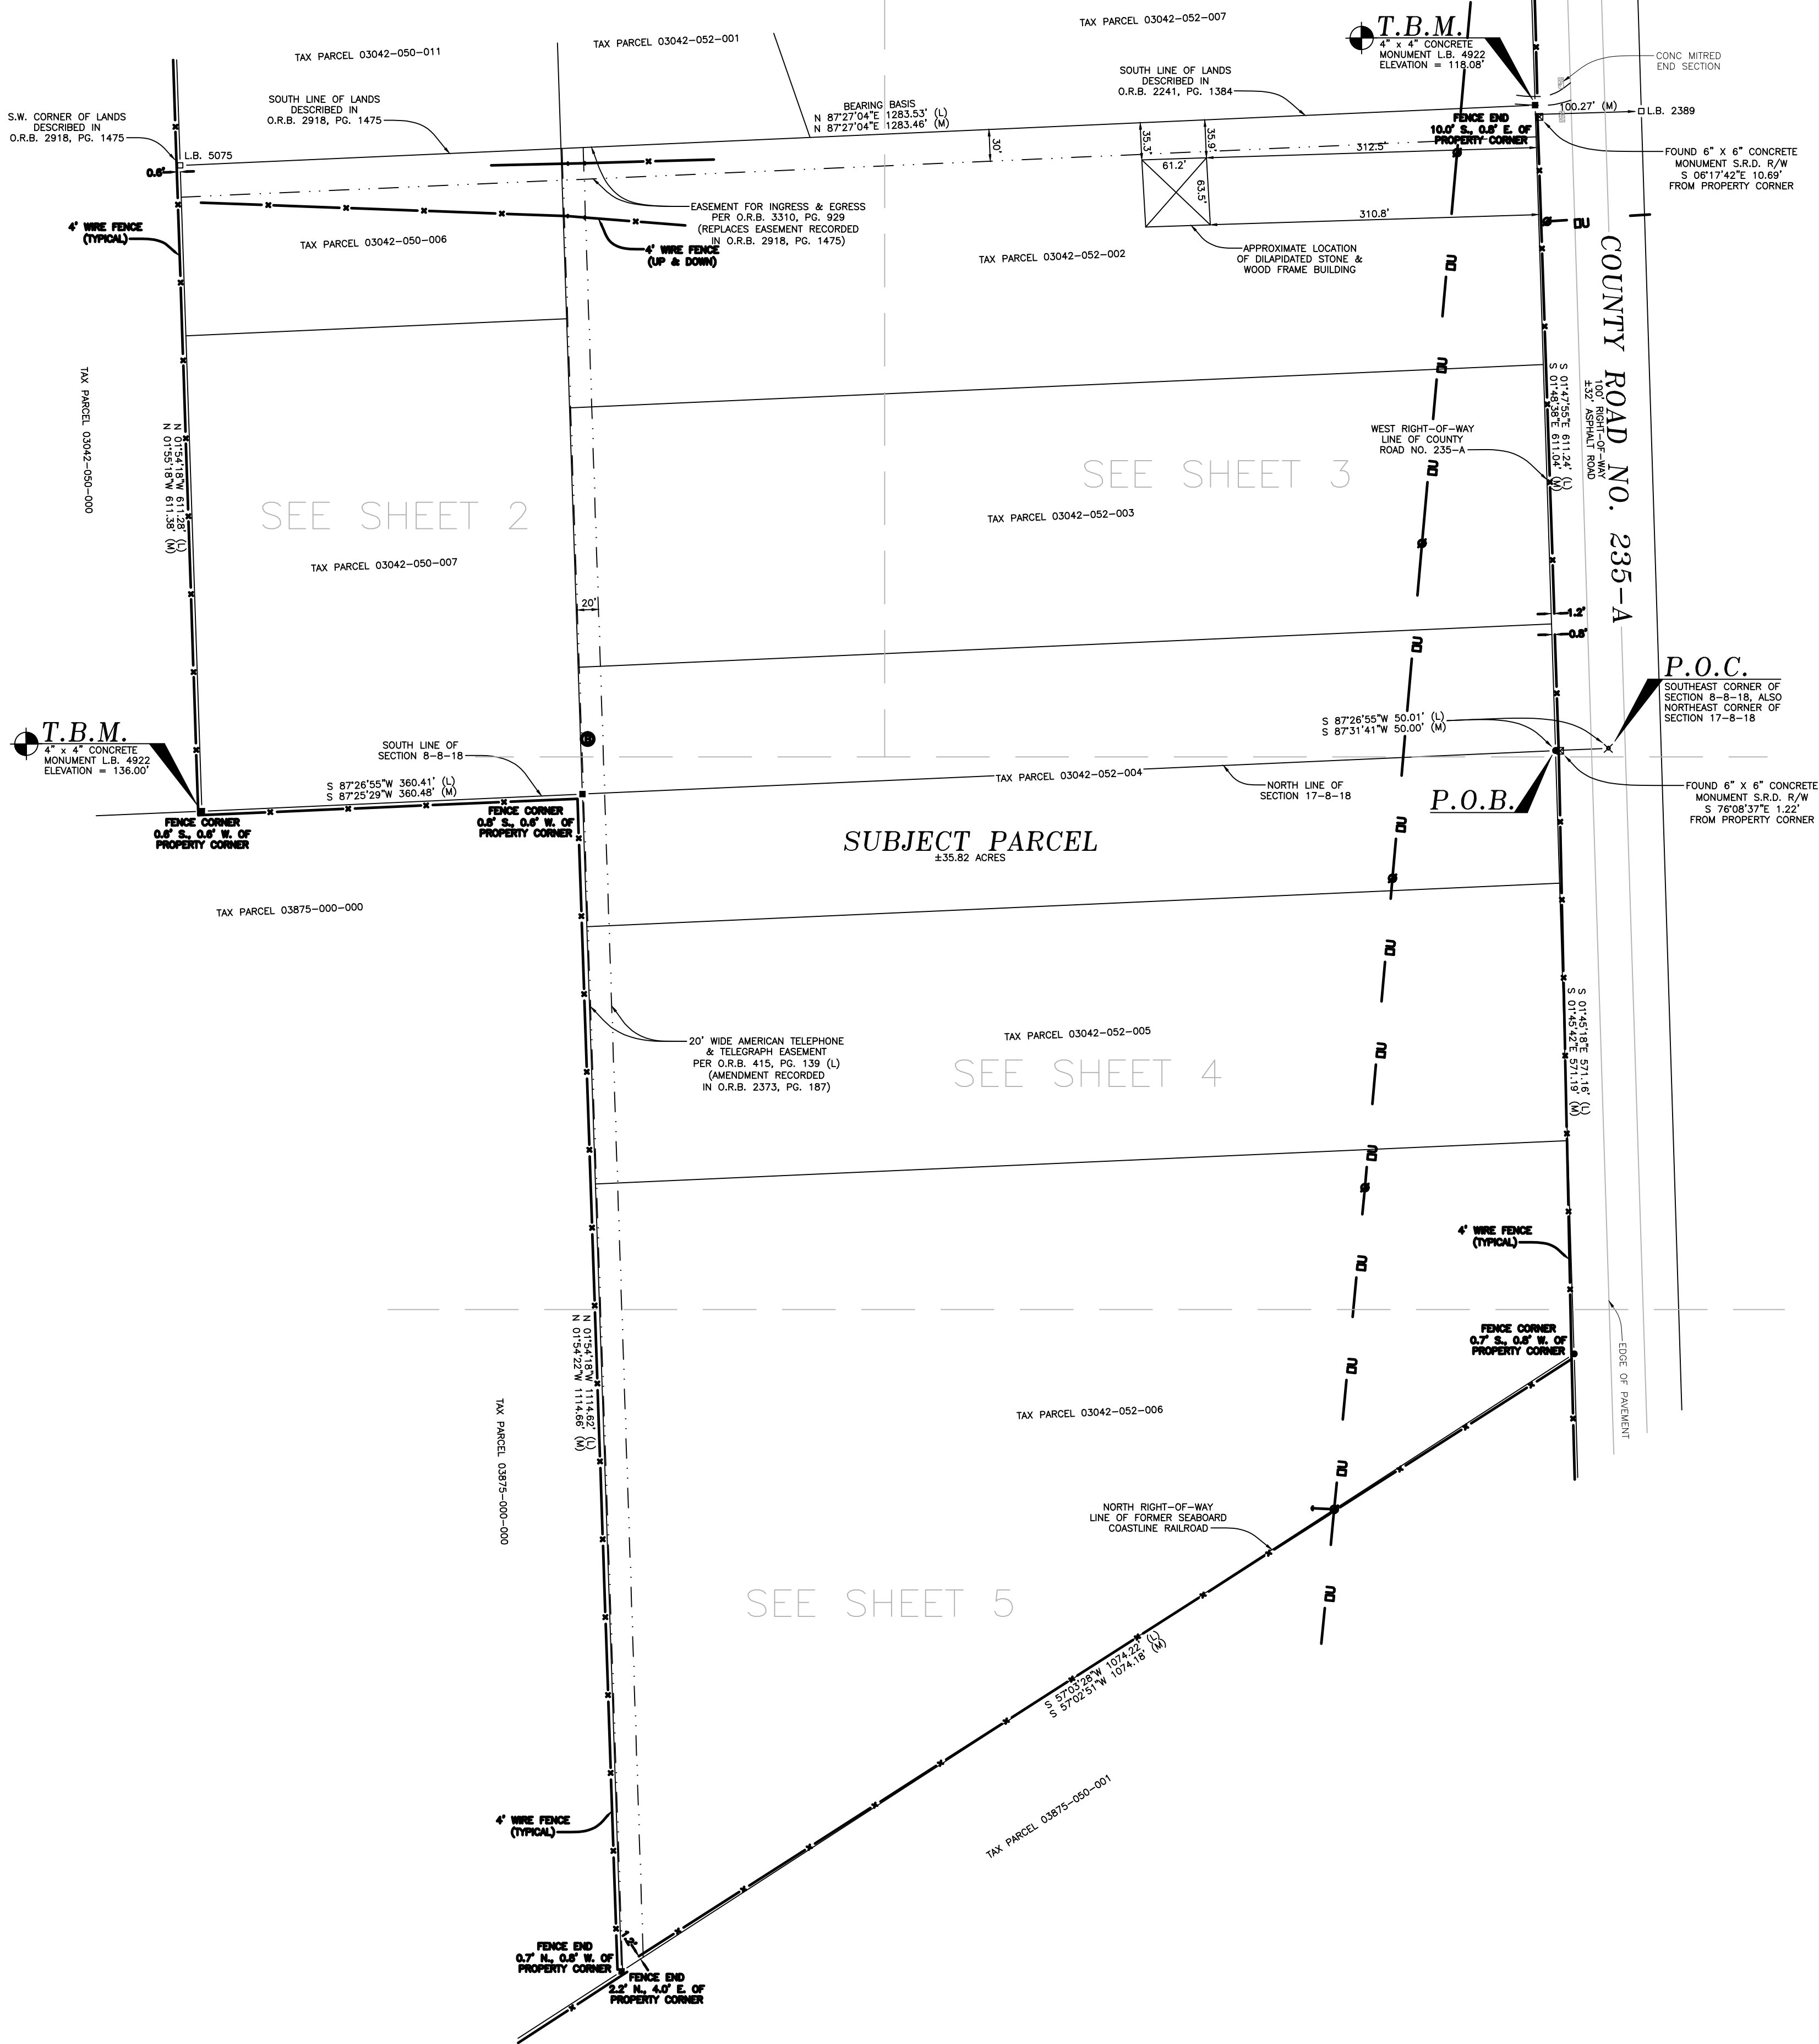 TAX PARCEL 03042-052-007
TAX PARCEL 03042-052-001
TAX PARCEL 03042-050-011
T.B.M.
4" x 4" CONCRETE
MONUMENT L.B. 4922
ELEVATION = 118.08'
CONC MITRED
END SECTION
SOUTH LINE OF LANDS
DESCRIBED IN
O.R.B. 2241, PG. 1384
SOUTH LINE OF LANDS
DESCRIBED IN
O.R.B. 2918, PG. 1475
S.W. CORNER OF LANDS
DESCRIBED IN
O.R.B. 2918, PG. 1475
BEARING BASIS
N 87°27'04"E 1283.53' (L)
N 87°27'04"E 1283.46' (M)
100.27' (M)
L.B. 2389
FENCE END
10.0' S., 0.8' E. OF
PROPERTY CORNER
L.B. 5075
0.6'
30'
35.3'
35.9'
312.5'
61.2'
63.5'
310.8'
FOUND 6" X 6" CONCRETE
MONUMENT S.R.D. R/W
S 06°17'42"E 10.69'
FROM PROPERTY CORNER
4' WIRE FENCE
(TYPICAL)
EASEMENT FOR INGRESS & EGRESS
PER O.R.B. 3310, PG. 929
(REPLACES EASEMENT RECORDED
IN O.R.B. 2918, PG. 1475)
TAX PARCEL 03042-050-006
4' WIRE FENCE
(UP & DOWN)
TAX PARCEL 03042-052-002
APPROXIMATE LOCATION
OF DILAPIDATED STONE &
WOOD FRAME BUILDING
OU
OU
COUNTY ROAD NO. 235-A
100' RIGHT-OF-WAY
±32' ASPHALT ROAD
S 01°47'55"E 611.24' (L)
S 01°48'38"E 611.04' (M)
OU
WEST RIGHT-OF-WAY
LINE OF COUNTY
ROAD NO. 235-A
OU
TAX PARCEL 03042-050-000
N 01°54'18"W 611.28' (L)
N 01°55'18"W 611.38' (M)
SEE SHEET 2
SEE SHEET 3
TAX PARCEL 03042-052-003
TAX PARCEL 03042-050-007
20'
1.2'
0.8'
OU
P.O.C.
SOUTHEAST CORNER OF
SECTION 8-8-18, ALSO
NORTHEAST CORNER OF
SECTION 17-8-18
S 87°26'55"W 50.01' (L)
S 87°31'41"W 50.00' (M)
T.B.M.
4" x 4" CONCRETE
MONUMENT L.B. 4922
ELEVATION = 136.00'
SOUTH LINE OF
SECTION 8-8-18
OU
TAX PARCEL 03042-052-004
NORTH LINE OF
SECTION 17-8-18
P.O.B.
FOUND 6" X 6" CONCRETE
MONUMENT S.R.D. R/W
S 76°08'37"E 1.22'
FROM PROPERTY CORNER
S 87°26'55"W 360.41' (L)
S 87°25'29"W 360.48' (M)
FENCE CORNER
0.6' S., 0.6' W. OF
PROPERTY CORNER
FENCE CORNER
0.8' S., 0.6' W. OF
PROPERTY CORNER
OU
SUBJECT PARCEL
±35.82 ACRES
TAX PARCEL 03875-000-000
OU
20' WIDE AMERICAN TELEPHONE
& TELEGRAPH EASEMENT
PER O.R.B. 415, PG. 139 (L)
(AMENDMENT RECORDED
IN O.R.B. 2373, PG. 187)
TAX PARCEL 03042-052-005
OU
SEE SHEET 4
S 01°45'18"E 571.16' (L)
S 01°45'42"E 571.19' (M)
OU
4' WIRE FENCE
(TYPICAL)
OU
FENCE CORNER
0.7' S., 0.8' W. OF
PROPERTY CORNER
EDGE OF PAVEMENT
N 01°54'18"W 1114.62' (L)
N 01°54'22"W 1114.66' (M)
OU
TAX PARCEL 03042-052-006
TAX PARCEL 03875-000-000
OU
NORTH RIGHT-OF-WAY
LINE OF FORMER SEABOARD
COASTLINE RAILROAD
OU
SEE SHEET 5
S 57°03'28"W 1074.22' (L)
S 57°02'51"W 1074.18' (M)
TAX PARCEL 03875-050-001
4' WIRE FENCE
(TYPICAL)
FENCE END
0.7' N., 0.8' W. OF
PROPERTY CORNER
FENCE END
2.2' N., 4.0' E. OF
PROPERTY CORNER